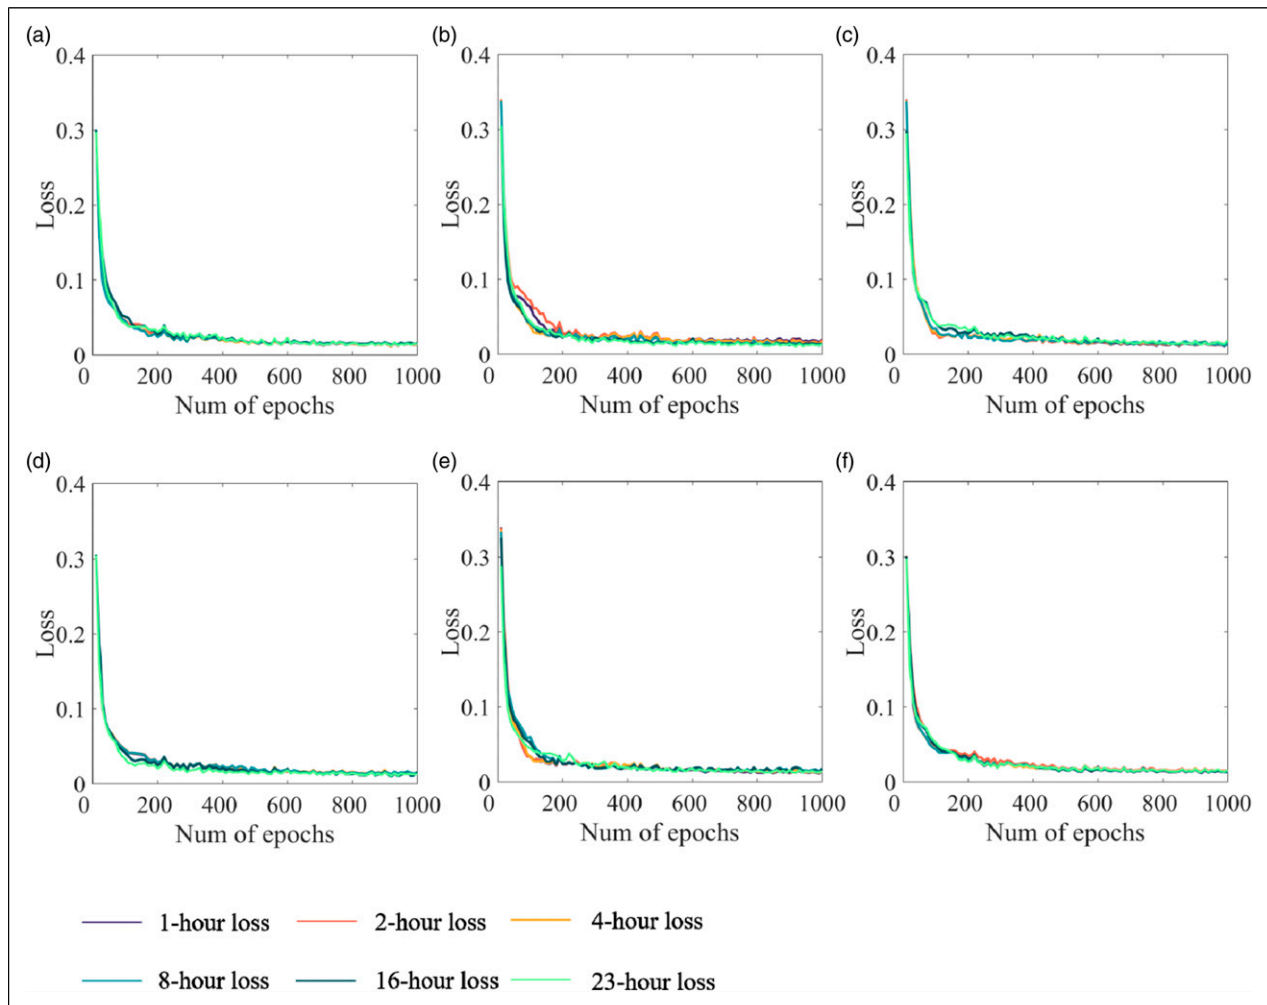 (a) (b) (c)
0.4 0.4 0.4
0.3 0.3 0.3
Loss Loss Loss
0.2 0.2 0.2
0.1 0.1 0.1
0 0 0
0 200 400 600 800 1000 0 200 400 600 800 1000 0 200 400 600 800 1000
Num of epochs Num of epochs Num of epochs
(d) (e) (f)
0.4 0.4 0.4
0.3 0.3 0.3
Loss Loss Loss
0.2 0.2 0.2
0.1 0.1 0.1
0 0 0
0 200 400 600 800 1000 0 200 400 600 800 1000 0 200 400 600 800 1000
Num of epochs Num of epochs Num of epochs
1-hour loss 2-hour loss 4-hour loss
8-hour loss 16-hour loss 23-hour loss